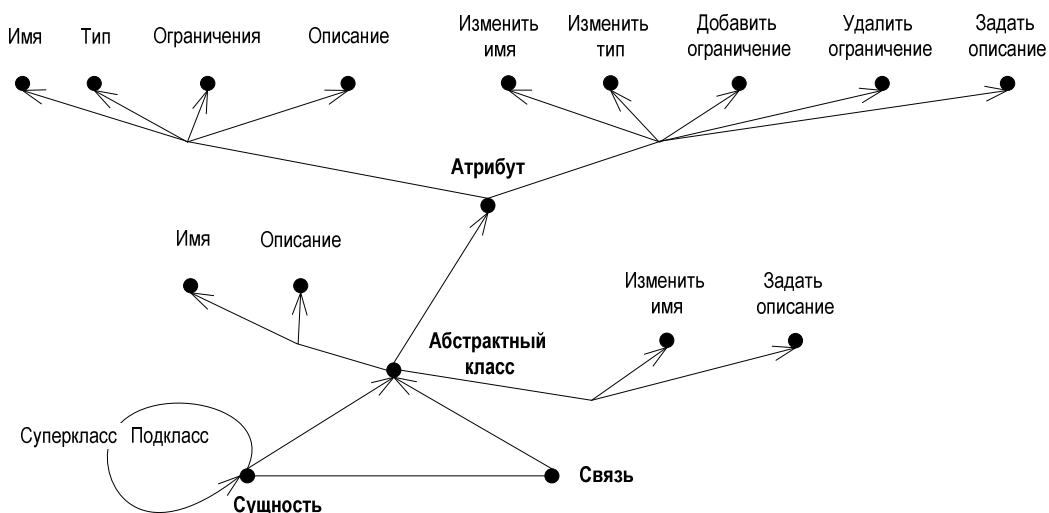 Имя
Тип
Ограничения
Описание
Изменить
имя
Изменить
тип
Добавить
ограничение
Удалить
ограничение
Задать
описание
Атрибут
Имя
Описание
Изменить
имя
Задать
описание
Абстрактный
класс
Суперкласс
Подкласс
Связь
Сущность